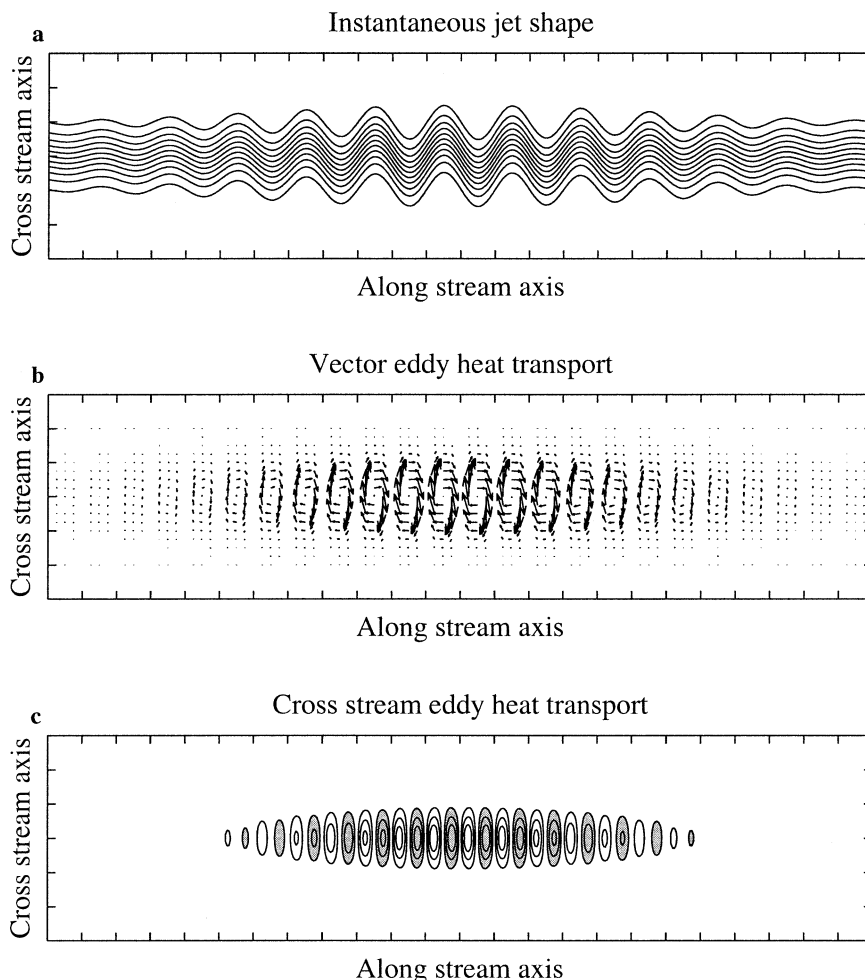 Instantaneous jet shape
a
Cross stream axis
Along stream axis
Vector eddy heat transport
b
Cross stream axis
Along stream axis
Cross stream eddy heat transport
c
Cross stream axis
Along stream axis